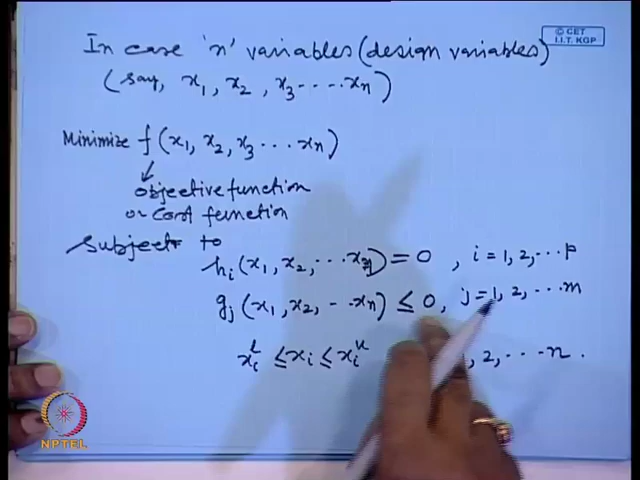 © CET
I.I.T. KGP
In case 'n' variables (design variables)
(say, x₁, x₂, x₃ ..... xₙ)
Minimize f(x₁, x₂, x₃ ... xₙ)
objective function
or Cost function
Subject to
hᵢ(x₁, x₂, ... xₙ) = 0 , i = 1, 2, ... p
gⱼ(x₁, x₂, .. xₙ) ≤ 0, j = 1, 2, ... m
xᵢˡ ≤ xᵢ ≤ xᵢᵘ , 2, ... n .
NPTEL